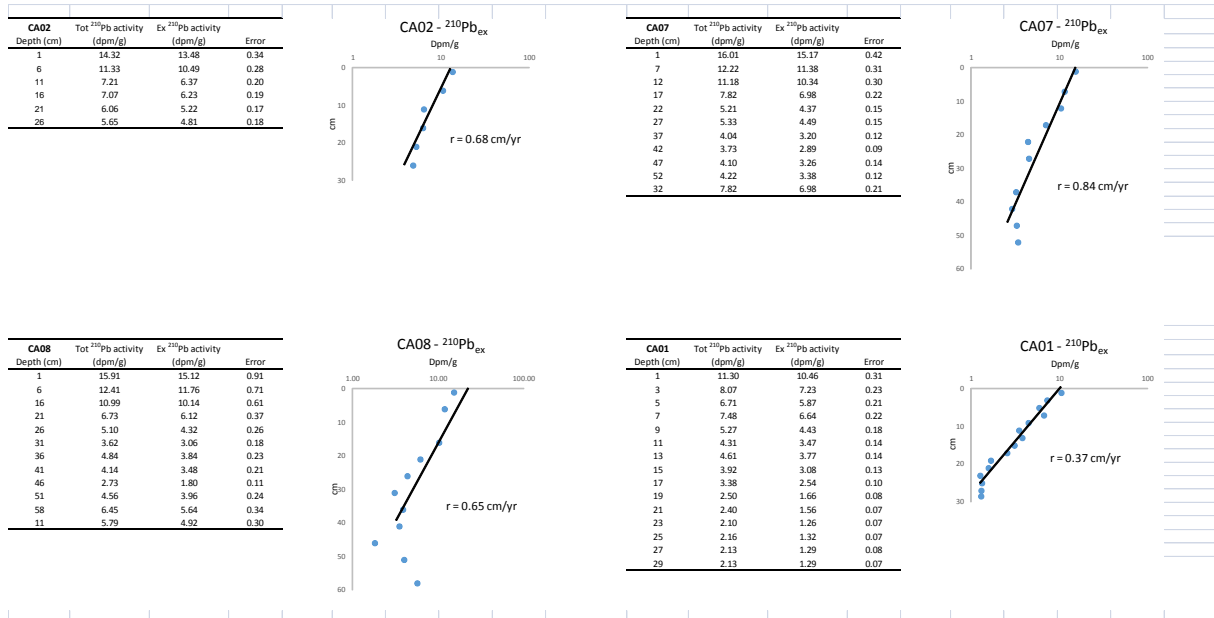 CA02 Tot ²¹⁰Pb activity Ex ²¹⁰Pb activity
Depth (cm) (dpm/g) (dpm/g) Error
1 14.32 13.48 0.34
6 11.33 10.49 0.28
11 7.21 6.37 0.20
16 7.07 6.23 0.19
21 6.06 5.22 0.17
26 5.65 4.81 0.18
CA02 - ²¹⁰Pbₑₓ
Dpm/g
1 10 100
0
10
20
30
cm
r = 0.68 cm/yr
CA07 Tot ²¹⁰Pb activity Ex ²¹⁰Pb activity
Depth (cm) (dpm/g) (dpm/g) Error
1 16.01 15.17 0.42
7 12.22 11.38 0.31
12 11.18 10.34 0.30
17 7.82 6.98 0.22
22 5.21 4.37 0.15
27 5.33 4.49 0.15
37 4.04 3.20 0.12
42 3.73 2.89 0.09
47 4.10 3.26 0.14
52 4.22 3.38 0.12
32 7.82 6.98 0.21
CA07 - ²¹⁰Pbₑₓ
Dpm/g
1 10 100
0
10
20
30
40
50
60
cm
r = 0.84 cm/yr
CA08 Tot ²¹⁰Pb activity Ex ²¹⁰Pb activity
Depth (cm) (dpm/g) (dpm/g) Error
1 15.91 15.12 0.91
6 12.41 11.76 0.71
16 10.99 10.14 0.61
21 6.73 6.12 0.37
26 5.10 4.32 0.26
31 3.62 3.06 0.18
36 4.84 3.84 0.23
41 4.14 3.48 0.21
46 2.73 1.80 0.11
51 4.56 3.96 0.24
58 6.45 5.64 0.34
11 5.79 4.92 0.30
CA08 - ²¹⁰Pbₑₓ
Dpm/g
1.00 10.00 100.00
0
10
20
30
40
50
60
cm
r = 0.65 cm/yr
CA01 Tot ²¹⁰Pb activity Ex ²¹⁰Pb activity
Depth (cm) (dpm/g) (dpm/g) Error
1 11.30 10.46 0.31
3 8.07 7.23 0.23
5 6.71 5.87 0.21
7 7.48 6.64 0.22
9 5.27 4.43 0.18
11 4.31 3.47 0.14
13 4.61 3.77 0.14
15 3.92 3.08 0.13
17 3.38 2.54 0.10
19 2.50 1.66 0.08
21 2.40 1.56 0.07
23 2.10 1.26 0.07
25 2.16 1.32 0.07
27 2.13 1.29 0.08
29 2.13 1.29 0.07
CA01 - ²¹⁰Pbₑₓ
Dpm/g
1 10 100
0
10
20
30
cm
r = 0.37 cm/yr